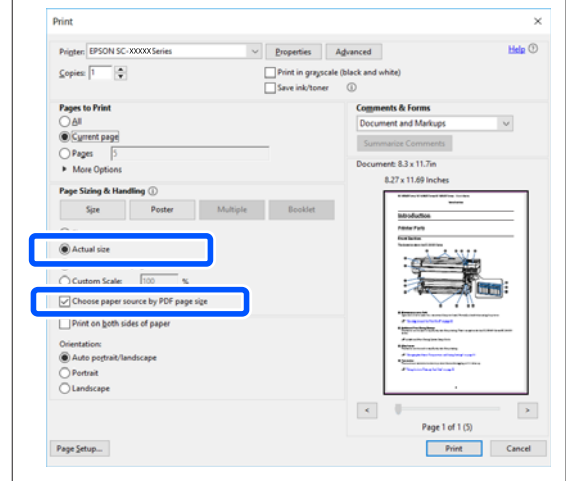 Print
Printer: EPSON SC-XXXXX Series
Properties
Advanced
Help
Copies: 1
Print in grayscale (black and white)
Save ink/toner
Pages to Print
All
Current page
Pages 5
More Options
Comments & Forms
Document and Markups
Summarize Comments
Page Sizing & Handling
Size
Poster
Multiple
Booklet
Actual size
Custom Scale: 100 %
Choose paper source by PDF page size
Print on both sides of paper
Orientation:
Auto portrait/landscape
Portrait
Landscape
Document: 8.3 x 11.7in
8.27 x 11.69 Inches
Introduction
Printer Parts
Front Section
<
>
Page 1 of 1 (5)
Page Setup...
Print
Cancel